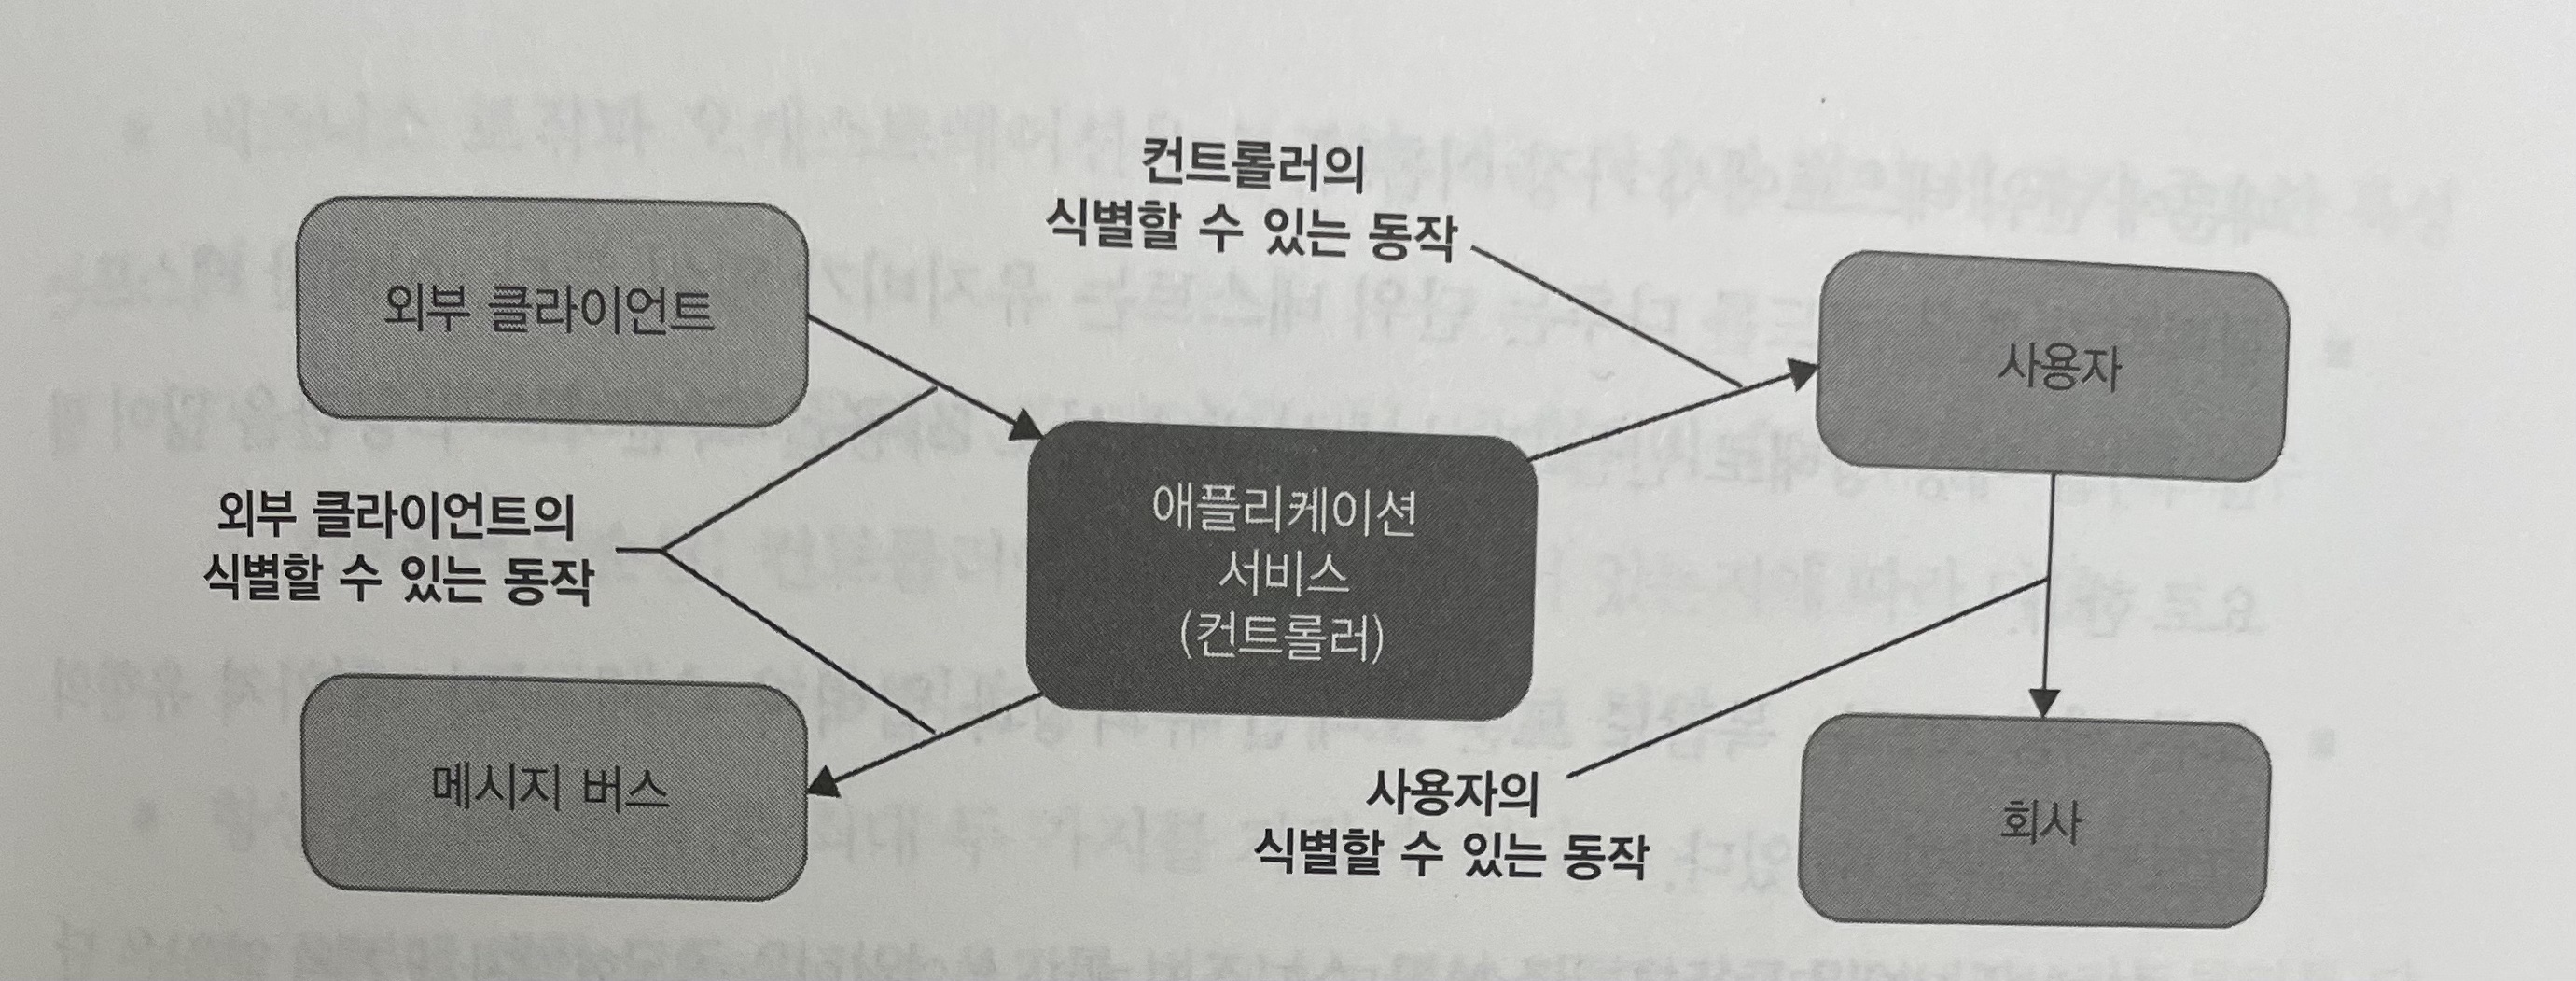 컨트롤러의
식별할 수 있는 동작
외부 클라이언트
사용자
외부 클라이언트의
식별할 수 있는 동작
애플리케이션
서비스
(컨트롤러)
메시지 버스
사용자의
식별할 수 있는 동작
회사